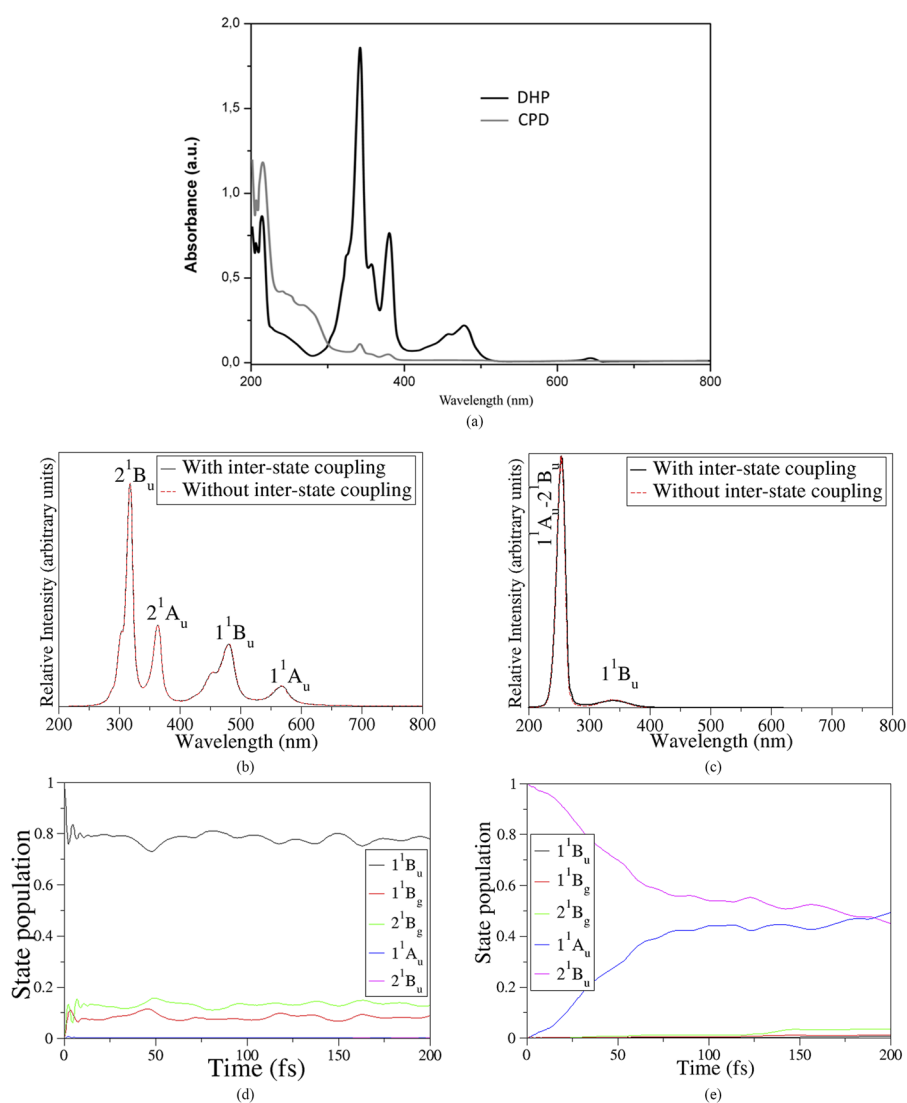 2,0
1,5
1,0
0,5
0,0
Absorbance (a.u.)
DHP
CPD
200 400 600 800
Wavelength (nm)
(a)
Relative Intensity (arbitrary units)
With inter-state coupling
Without inter-state coupling
2¹Bᵤ
2¹Aᵤ
1¹Bᵤ
1¹Aᵤ
200 300 400 500 600 700 800
Wavelength (nm)
(b)
Relative Intensity (arbitrary units)
1¹Aᵤ-2¹Bᵤ
With inter-state coupling
Without inter-state coupling
1¹Bᵤ
200 300 400 500 600 700 800
Wavelength (nm)
(c)
State population
1
0.8
0.6
0.4
0.2
0
1¹Bᵤ
1¹B_g
2¹B_g
1¹Aᵤ
2¹Bᵤ
0 50 100 150 200
Time (fs)
(d)
State population
1
0.8
0.6
0.4
0.2
0
1¹Bᵤ
1¹B_g
2¹B_g
1¹Aᵤ
2¹Bᵤ
0 50 100 150 200
Time (fs)
(e)